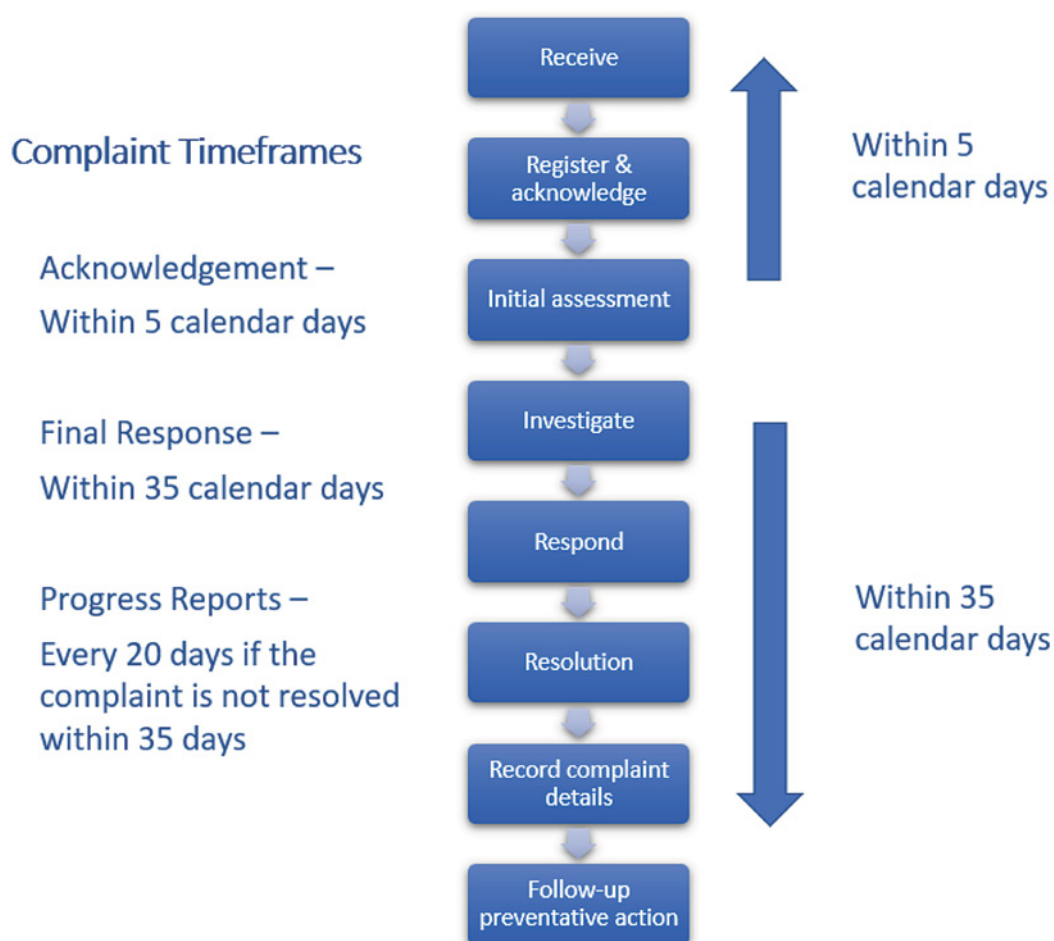 Complaint Timeframes
Acknowledgement –
Within 5 calendar days
Final Response –
Within 35 calendar days
Progress Reports –
Every 20 days if the
complaint is not resolved
within 35 days
Receive
Register &
acknowledge
Initial assessment
Investigate
Respond
Resolution
Record complaint
details
Follow-up
preventative action
Within 5
calendar days
Within 35
calendar days